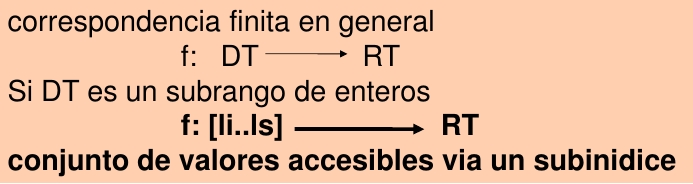 correspondencia finita en general
f: DT ⟶ RT
Si DT es un subrango de enteros
f: [li..ls] ⟶ RT
conjunto de valores accesibles via un subinidice